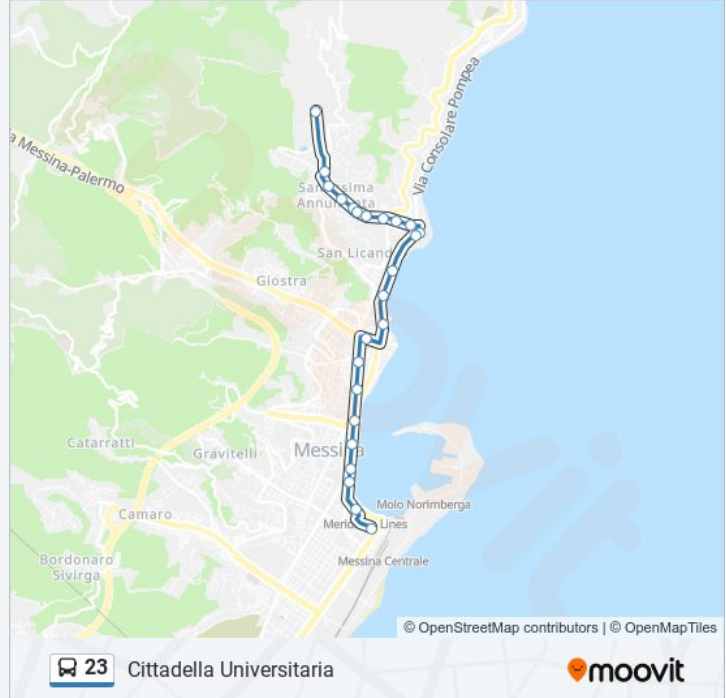 Via Consolare Pompea
a Messina-Palermo
Santissima
Annunziata
San Licand
Giostra
Catarratti
Gravitelli
Messina
Camaro
Molo Norimberga
Lines
Bordonaro
Sivirga
Messina Centrale
© OpenStreetMap contributors | © OpenMapTiles
23 Cittadella Universitaria
moovit